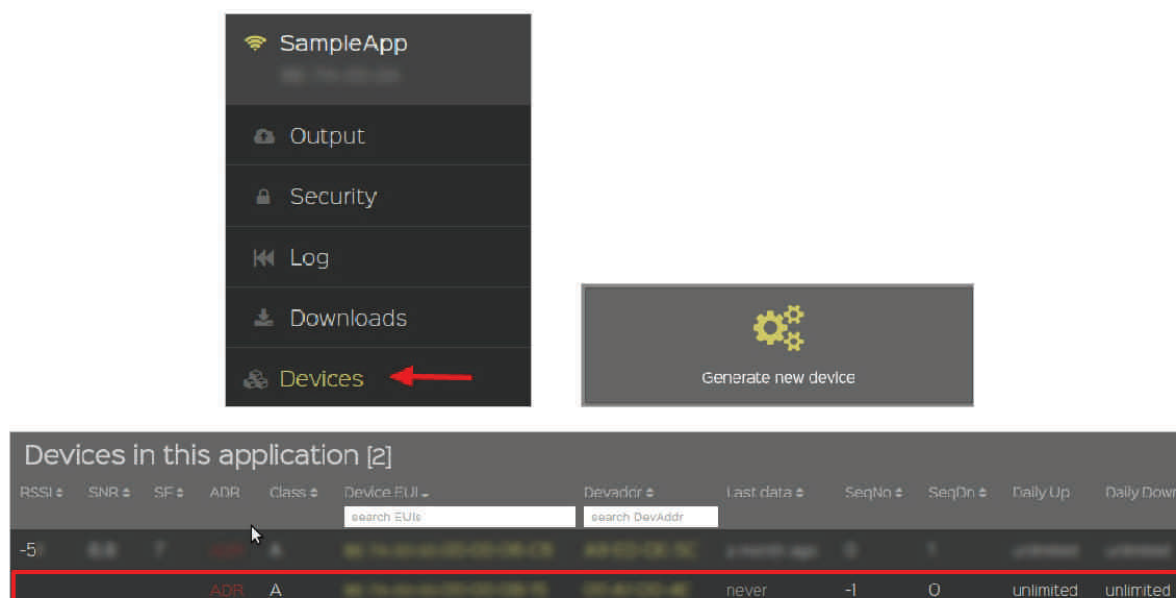 SampleApp
Output
Security
Log
Downloads
Devices
Generate new device
Devices in this application [2]
RSSI SNR SF ADR Class Device EUI Devaddr Last data SeqNo SeqDn Daily Up Daily Down
search EUIs search DevAddr
-5
ADR A never -1 0 unlimited unlimited